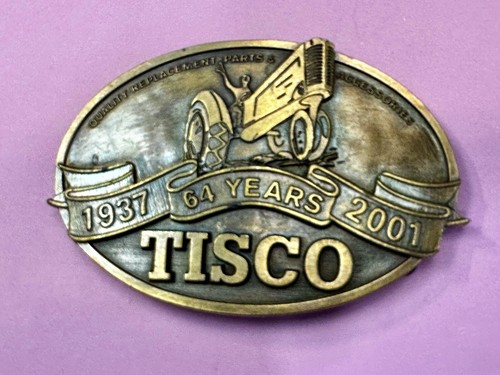 QUALITY REPLACEMENT PARTS & ACCESSORIES
1937 64 YEARS 2001
TISCO